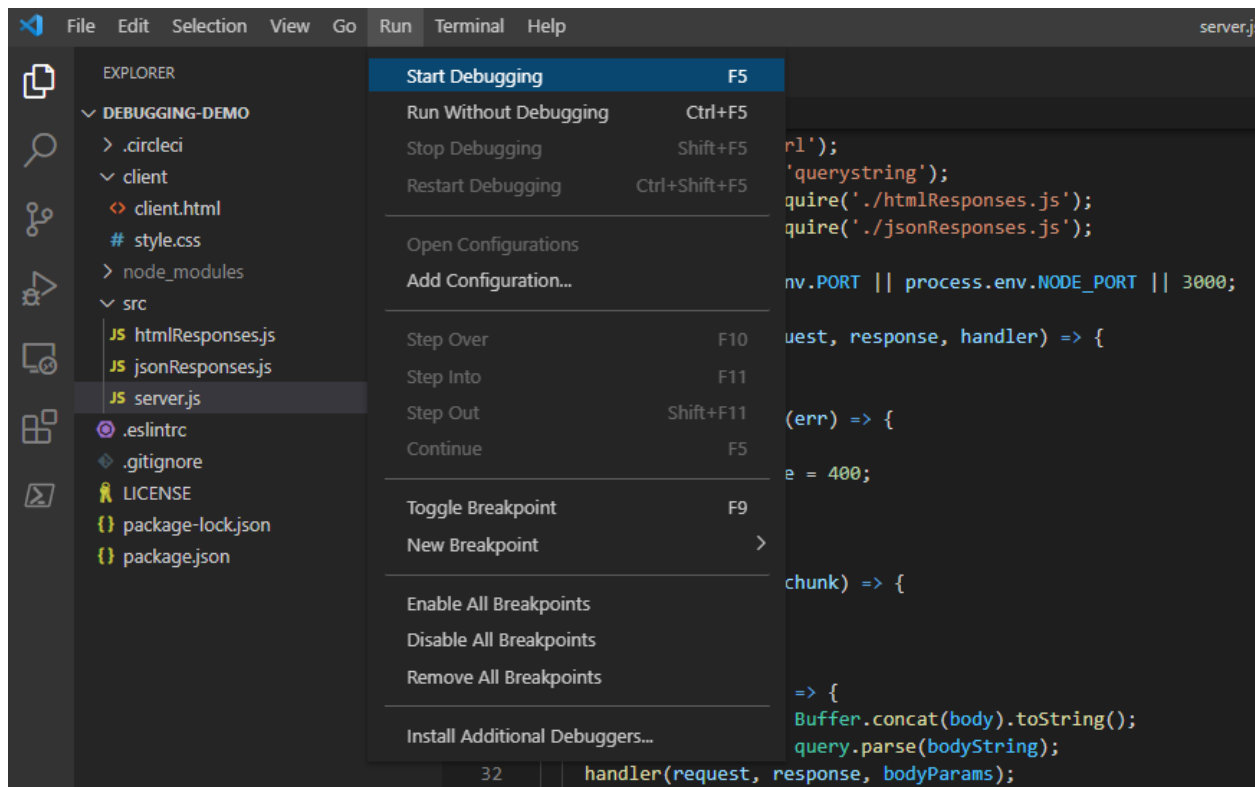 File Edit Selection View Go Run Terminal Help
server.js
EXPLORER
DEBUGGING-DEMO
.circleci
client
<> client.html
# style.css
node_modules
src
JS htmlResponses.js
JS jsonResponses.js
JS server.js
.eslintrc
.gitignore
LICENSE
{} package-lock.json
{} package.json
Start Debugging F5
Run Without Debugging Ctrl+F5
Stop Debugging Shift+F5
Restart Debugging Ctrl+Shift+F5
Open Configurations
Add Configuration...
Step Over F10
Step Into F11
Step Out Shift+F11
Continue F5
Toggle Breakpoint F9
New Breakpoint
Enable All Breakpoints
Disable All Breakpoints
Remove All Breakpoints
Install Additional Debuggers...
rl');
'querystring');
quire('./htmlResponses.js');
quire('./jsonResponses.js');
nv.PORT || process.env.NODE_PORT || 3000;
uest, response, handler) => {
(err) => {
e = 400;
chunk) => {
=> {
Buffer.concat(body).toString();
query.parse(bodyString);
32 handler(request, response, bodyParams);